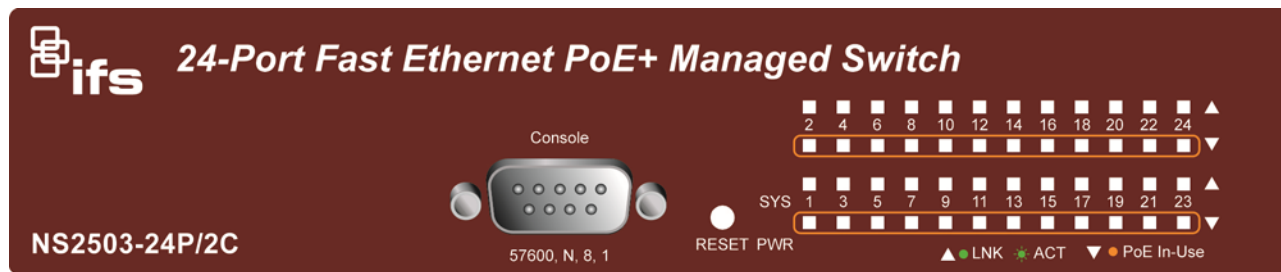 ifs
24-Port Fast Ethernet PoE+ Managed Switch
2 4 6 8 10 12 14 16 18 20 22 24
Console
SYS 1 3 5 7 9 11 13 15 17 19 21 23
RESET PWR
NS2503-24P/2C
57600, N, 8, 1
LNK ACT PoE In-Use